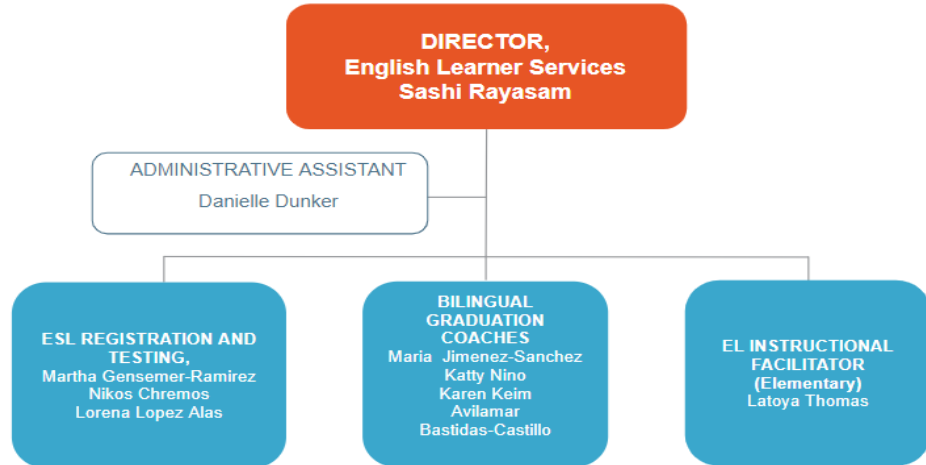 DIRECTOR,
English Learner Services
Sashi Rayasam
ADMINISTRATIVE ASSISTANT
Danielle Dunker
ESL REGISTRATION AND
TESTING,
Martha Gensemer-Ramirez
Nikos Chremos
Lorena Lopez Alas
BILINGUAL
GRADUATION
COACHES
Maria Jimenez-Sanchez
Katty Nino
Karen Keim
Avilamar
Bastidas-Castillo
EL INSTRUCTIONAL
FACILITATOR
(Elementary)
Latoya Thomas